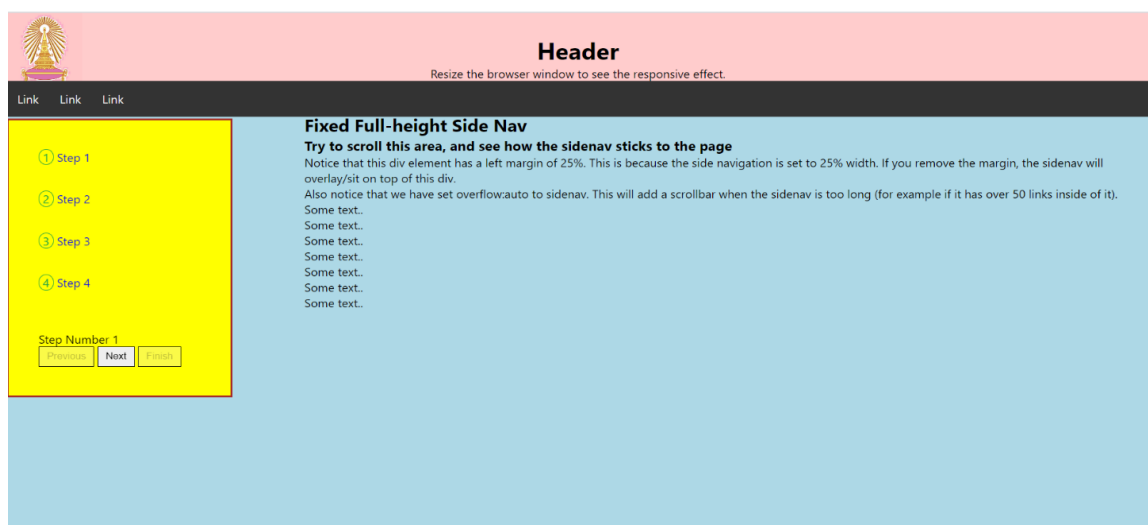 Header
Resize the browser window to see the responsive effect.
Link Link Link
1 Step 1
2 Step 2
3 Step 3
4 Step 4
Step Number 1
Previous Next Finish
Fixed Full-height Side Nav
Try to scroll this area, and see how the sidenav sticks to the page
Notice that this div element has a left margin of 25%. This is because the side navigation is set to 25% width. If you remove the margin, the sidenav will
overlay/sit on top of this div.
Also notice that we have set overflow:auto to sidenav. This will add a scrollbar when the sidenav is too long (for example if it has over 50 links inside of it).
Some text..
Some text..
Some text..
Some text..
Some text..
Some text..
Some text..